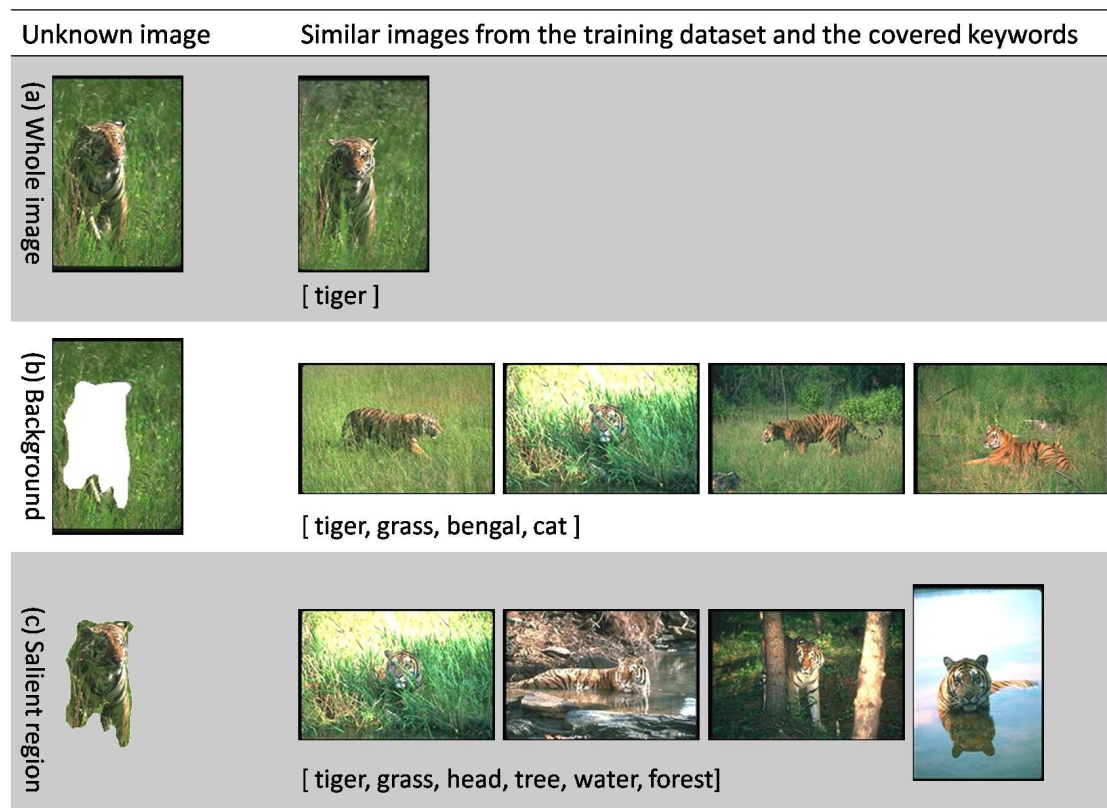 Unknown image
Similar images from the training dataset and the covered keywords
(a) Whole image
[ tiger ]
(b) Background
[ tiger, grass, bengal, cat ]
(c) Salient region
[ tiger, grass, head, tree, water, forest]